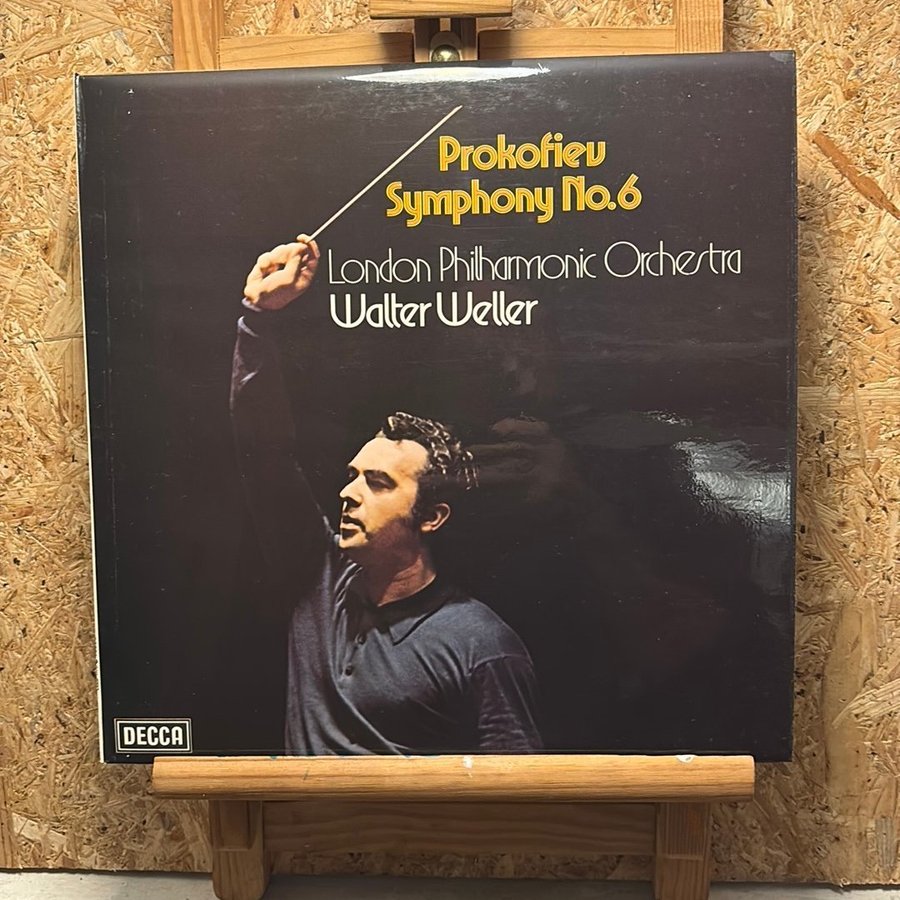 Prokofiev
Symphony No.6
London Philharmonic Orchestra
Walter Weller
DECCA